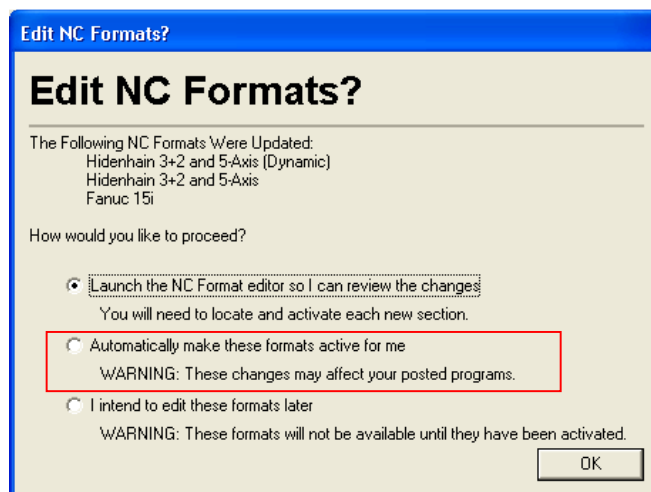 Edit NC Formats?
Edit NC Formats?
The Following NC Formats Were Updated:
Hidenhain 3+2 and 5-Axis (Dynamic)
Hidenhain 3+2 and 5-Axis
Fanuc 15i
How would you like to proceed?
Launch the NC Format editor so I can review the changes
You will need to locate and activate each new section.
Automatically make these formats active for me
WARNING: These changes may affect your posted programs.
I intend to edit these formats later
WARNING: These formats will not be available until they have been activated.
OK